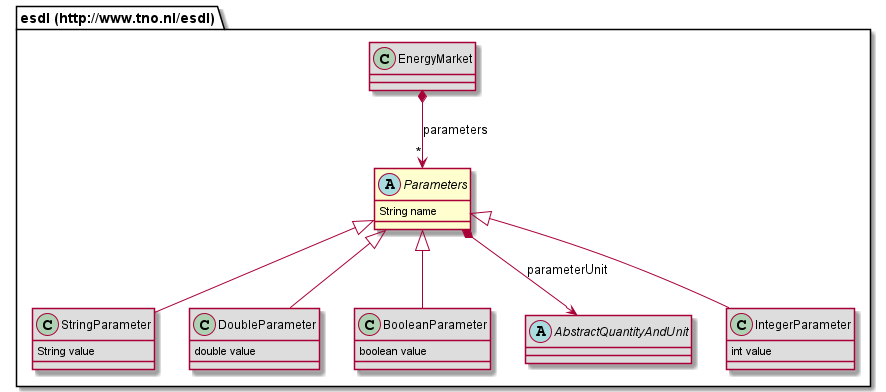 esdl (http://www.tno.nl/esdl)
C EnergyMarket
parameters
*
A Parameters
String name
parameterUnit
C StringParameter
String value
C DoubleParameter
double value
C BooleanParameter
boolean value
A AbstractQuantityAndUnit
C IntegerParameter
int value